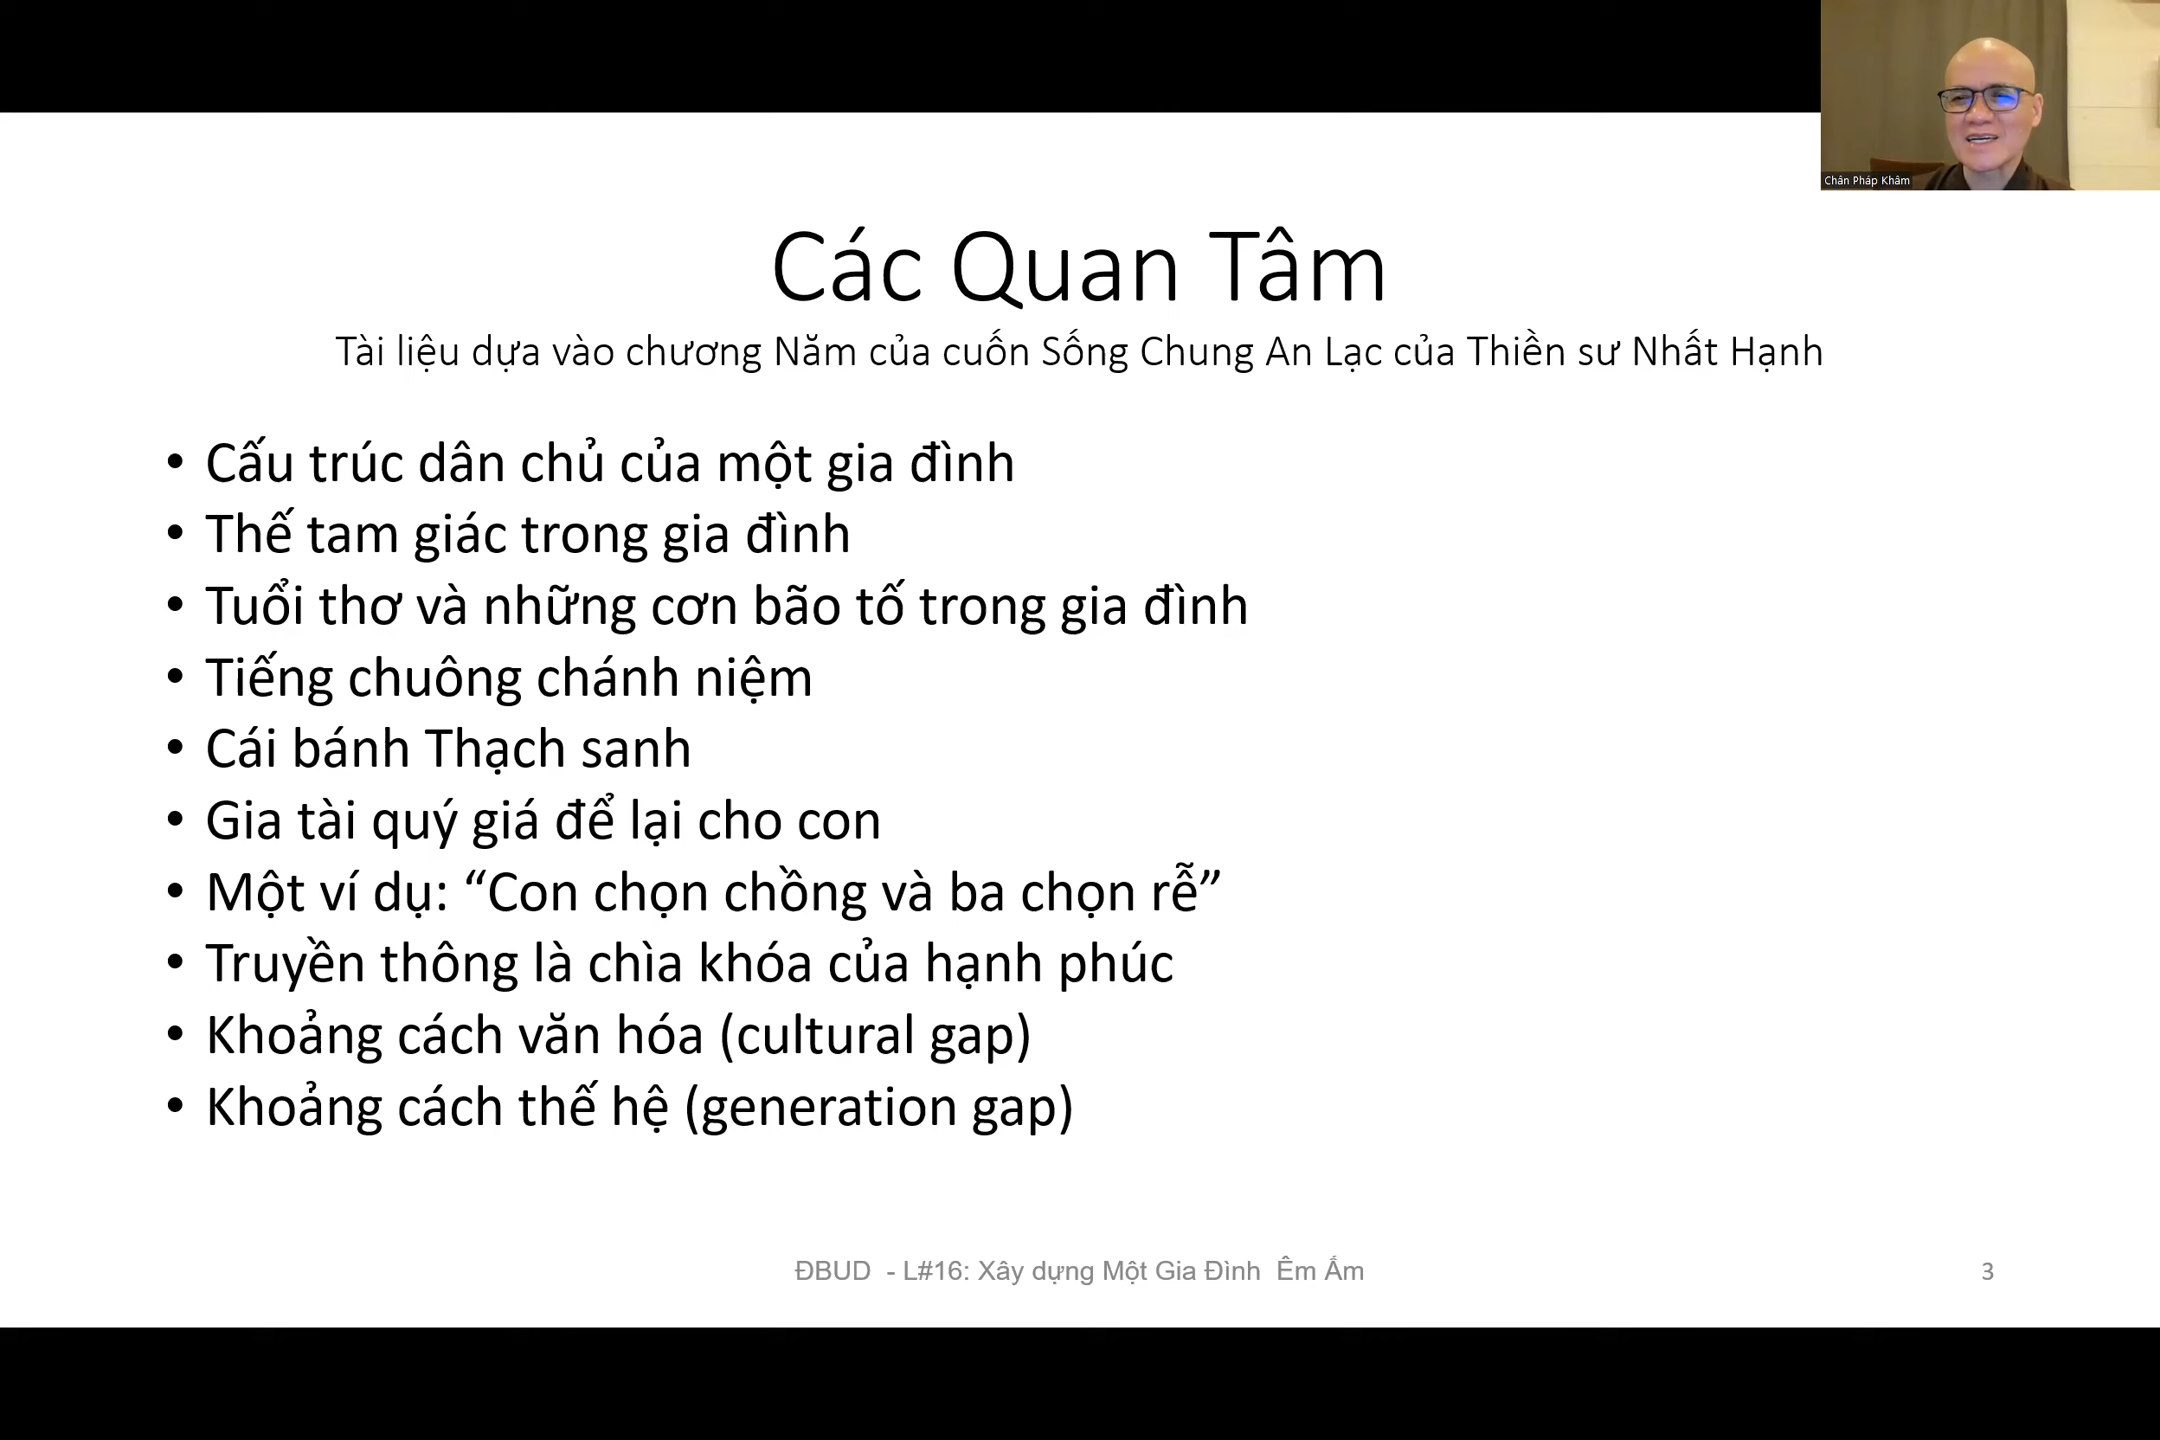 Chân Pháp Khâm
Các Quan Tâm
Tài liệu dựa vào chương Năm của cuốn Sống Chung An Lạc của Thiền sư Nhất Hạnh
• Cấu trúc dân chủ của một gia đình
• Thế tam giác trong gia đình
• Tuổi thơ và những cơn bão tố trong gia đình
• Tiếng chuông chánh niệm
• Cái bánh Thạch sanh
• Gia tài quý giá để lại cho con
• Một ví dụ: “Con chọn chồng và ba chọn rễ”
• Truyền thông là chìa khóa của hạnh phúc
• Khoảng cách văn hóa (cultural gap)
• Khoảng cách thế hệ (generation gap)
ĐBUD - L#16: Xây dựng Một Gia Đình Êm Ấm
3